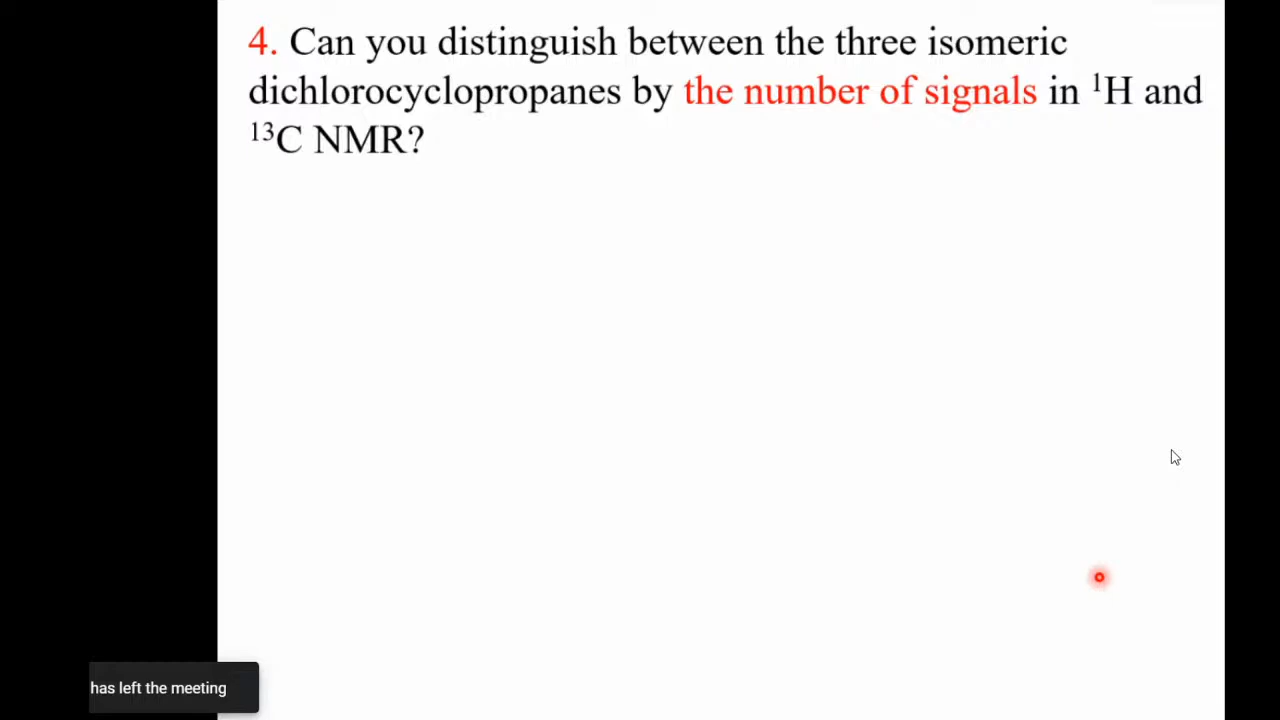 4. Can you distinguish between the three isomeric
dichlorocyclopropanes by the number of signals in ¹H and
¹³C NMR?
has left the meeting